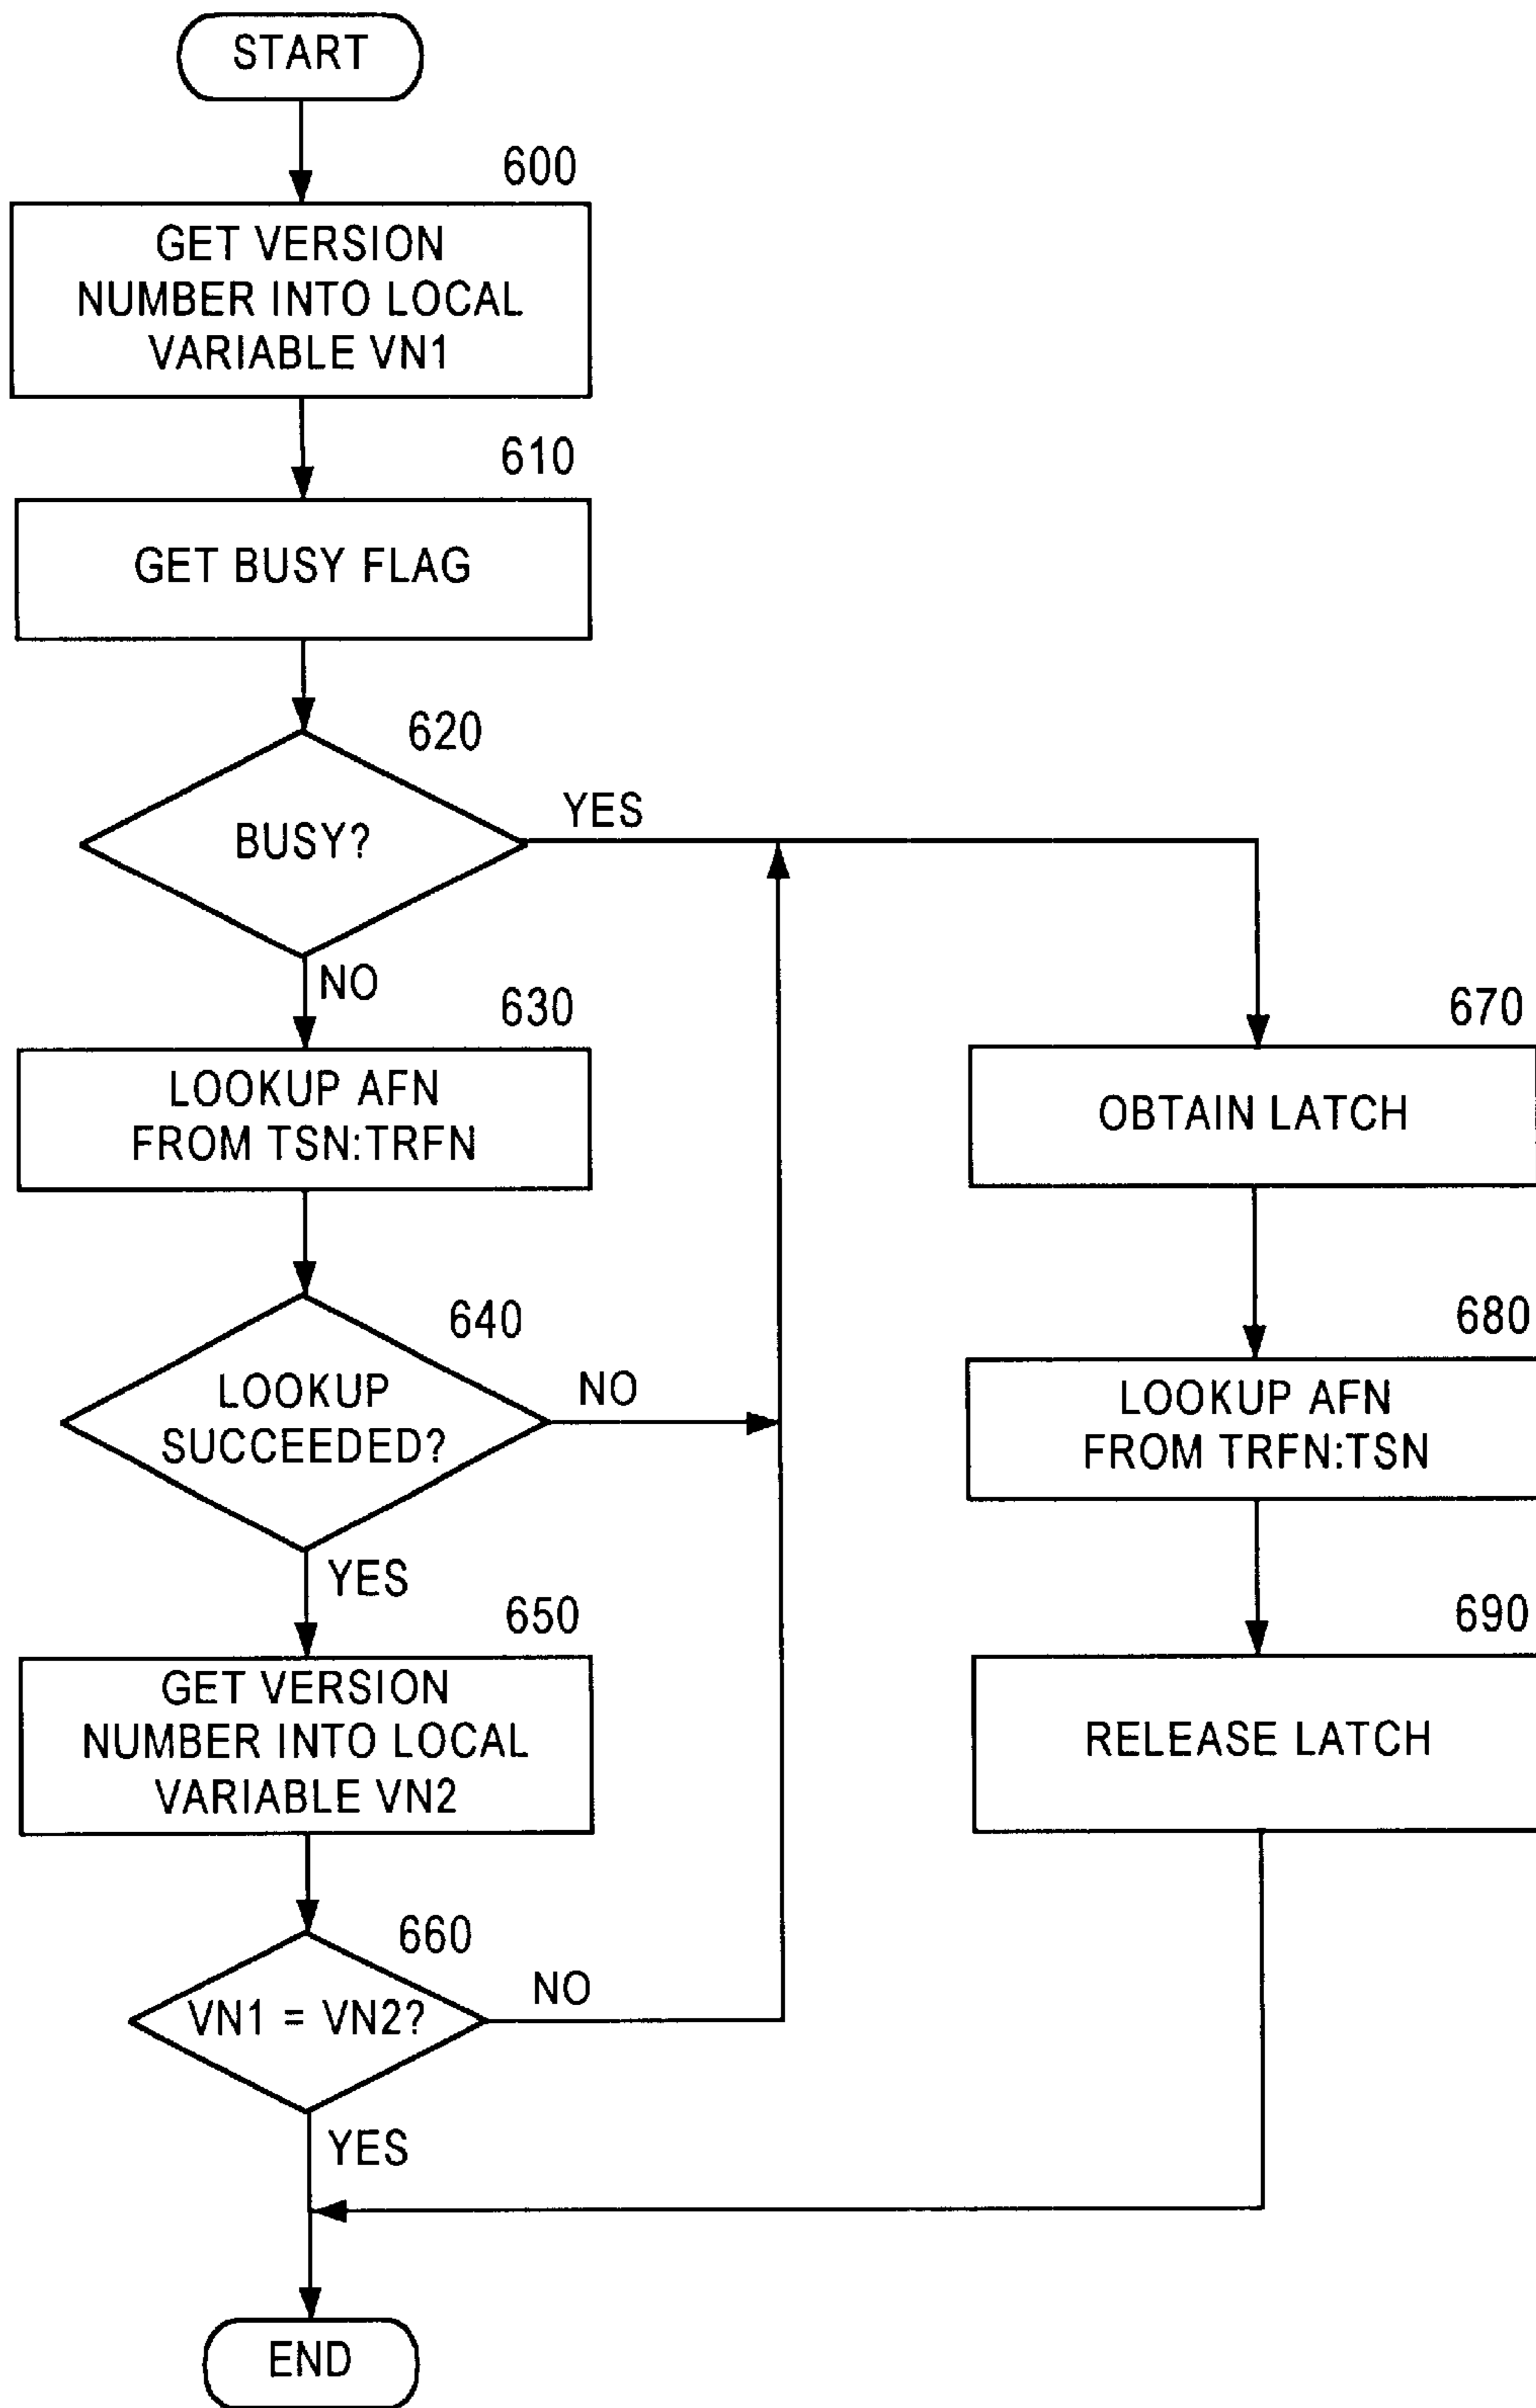 START
600
GET VERSION
NUMBER INTO LOCAL
VARIABLE VN1
610
GET BUSY FLAG
620
BUSY?
YES
NO
630
LOOKUP AFN
FROM TSN:TRFN
640
LOOKUP
SUCCEEDED?
NO
YES
650
GET VERSION
NUMBER INTO LOCAL
VARIABLE VN2
660
VN1 = VN2?
NO
YES
670
OBTAIN LATCH
680
LOOKUP AFN
FROM TRFN:TSN
690
RELEASE LATCH
END